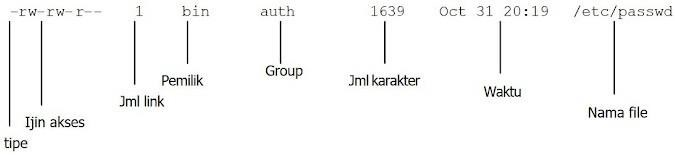 -rw-rw-r-- 1 bin auth 1639 Oct 31 20:19 /etc/passwd
Group
Pemilik
Jml karakter
Waktu
Jml link
Nama file
Ijin akses
tipe